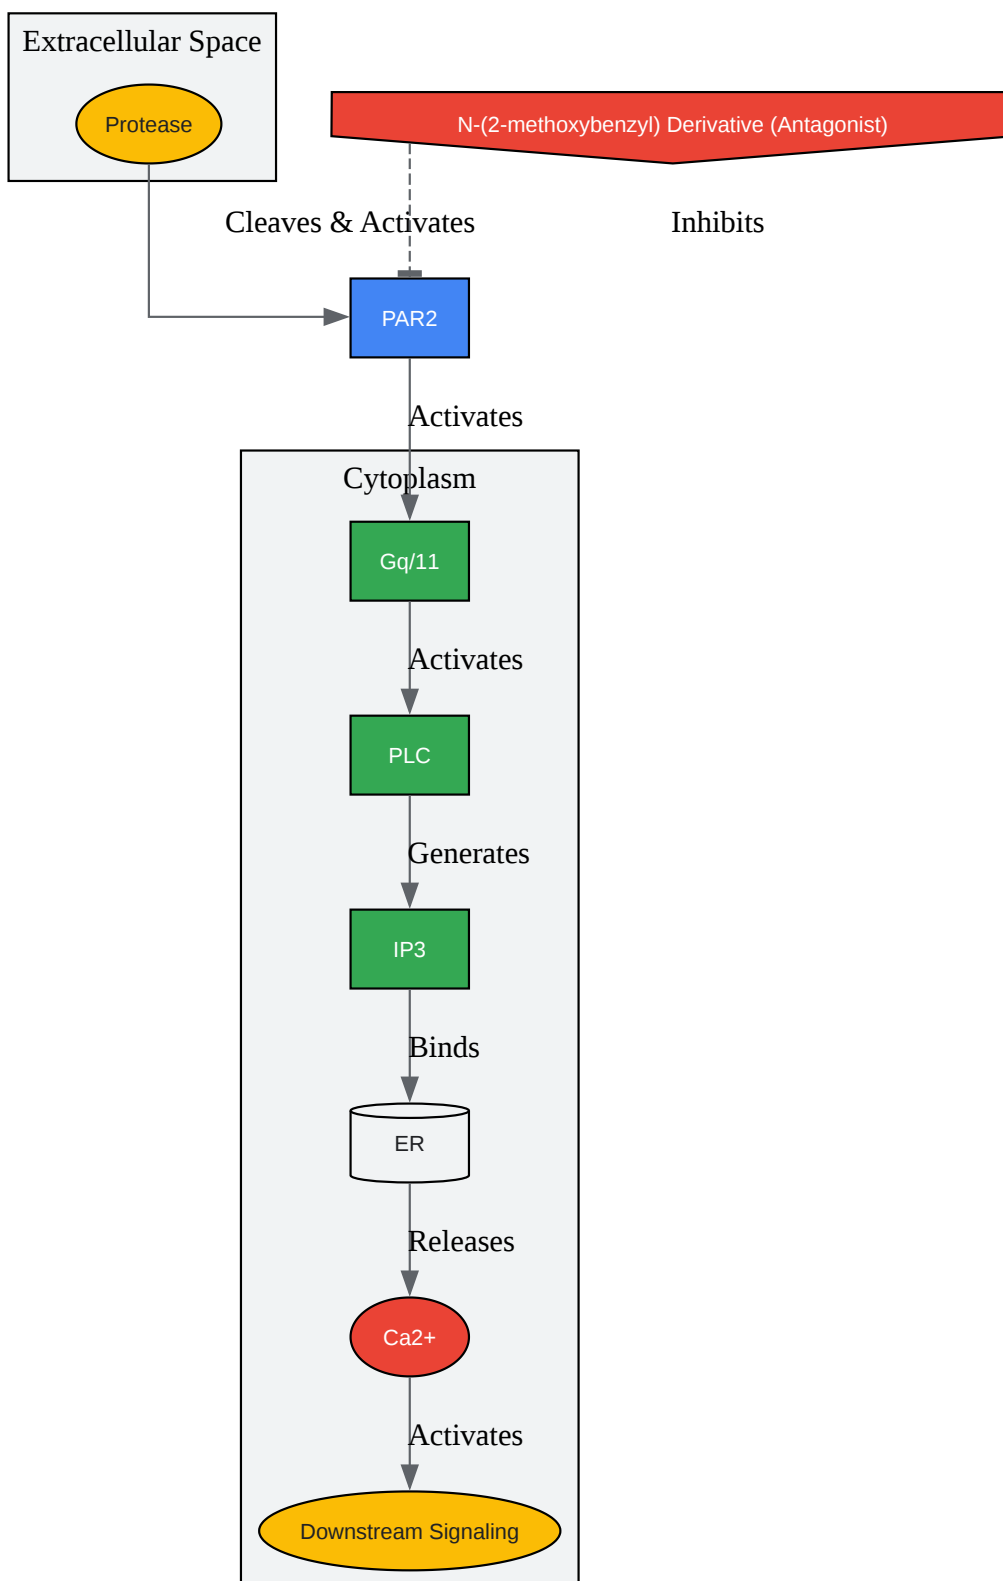 Extracellular Space
Protease
N-(2-methoxybenzyl) Derivative (Antagonist)
Cleaves & Activates
Inhibits
PAR2
Activates
Cytoplasm
Gq/11
Activates
PLC
Generates
IP3
Binds
ER
Releases
Ca2+
Activates
Downstream Signaling